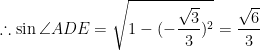 ∴ sin∠ADE = √(1 − (−√3/3)²) = √6/3